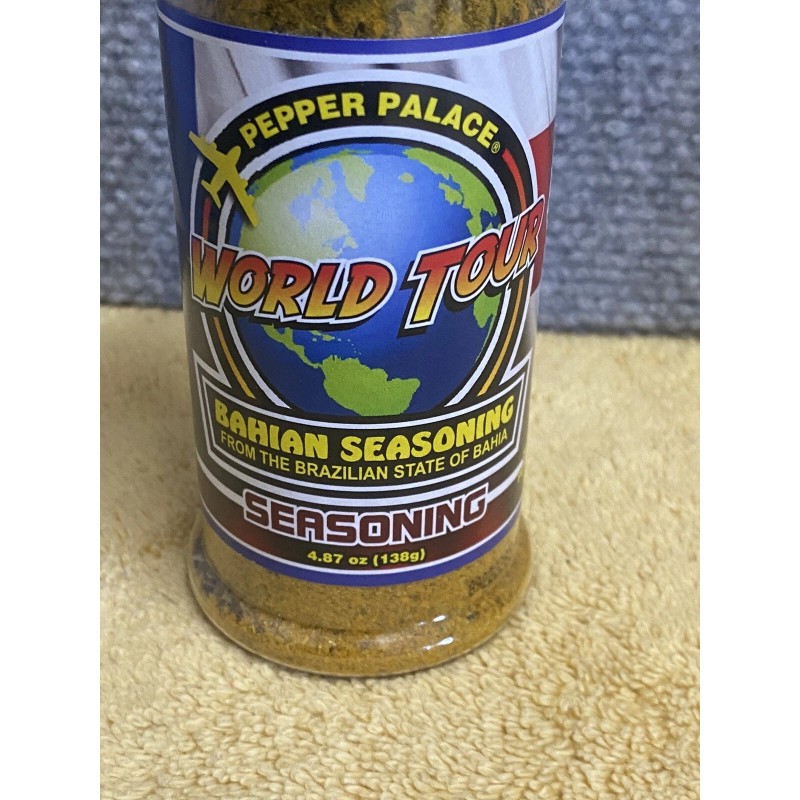 PEPPER PALACE®
WORLD TOUR
BAHIAN SEASONING
FROM THE BRAZILIAN STATE OF BAHIA
SEASONING
4.87 oz (138g)